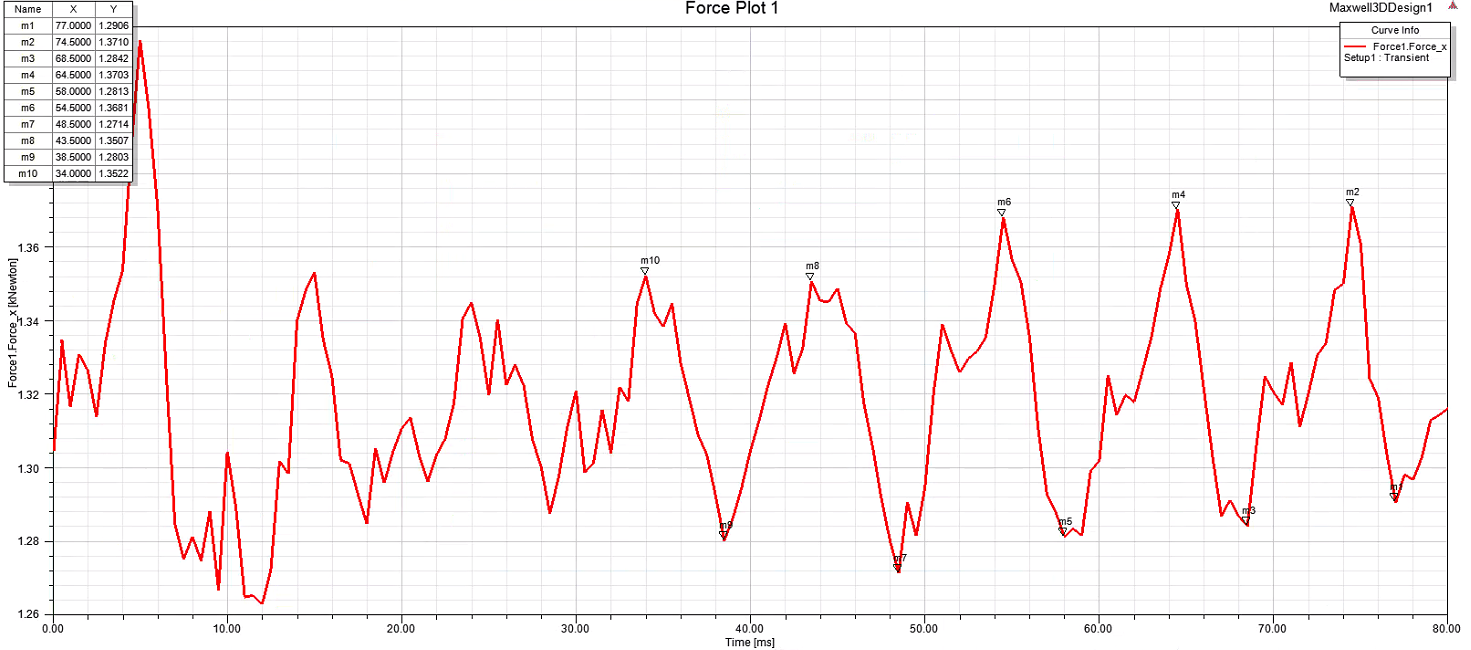 Force Plot 1
Maxwell3DDesign1
Name X Y
m1 77.0000 1.2906
m2 74.5000 1.3710
m3 68.5000 1.2842
m4 64.5000 1.3703
m5 58.0000 1.2813
m6 54.5000 1.3681
m7 48.5000 1.2714
m8 43.5000 1.3507
m9 38.5000 1.2803
m10 34.0000 1.3522
Curve Info
Force1.Force_x
Setup1 : Transient
m2
m4
m6
m10
m8
m1
m3
m5
m9
m7
Force1.Force_x [kNewton]
1.36
1.34
1.32
1.30
1.28
1.26
0.00 10.00 20.00 30.00 40.00 50.00 60.00 70.00 80.00
Time [ms]